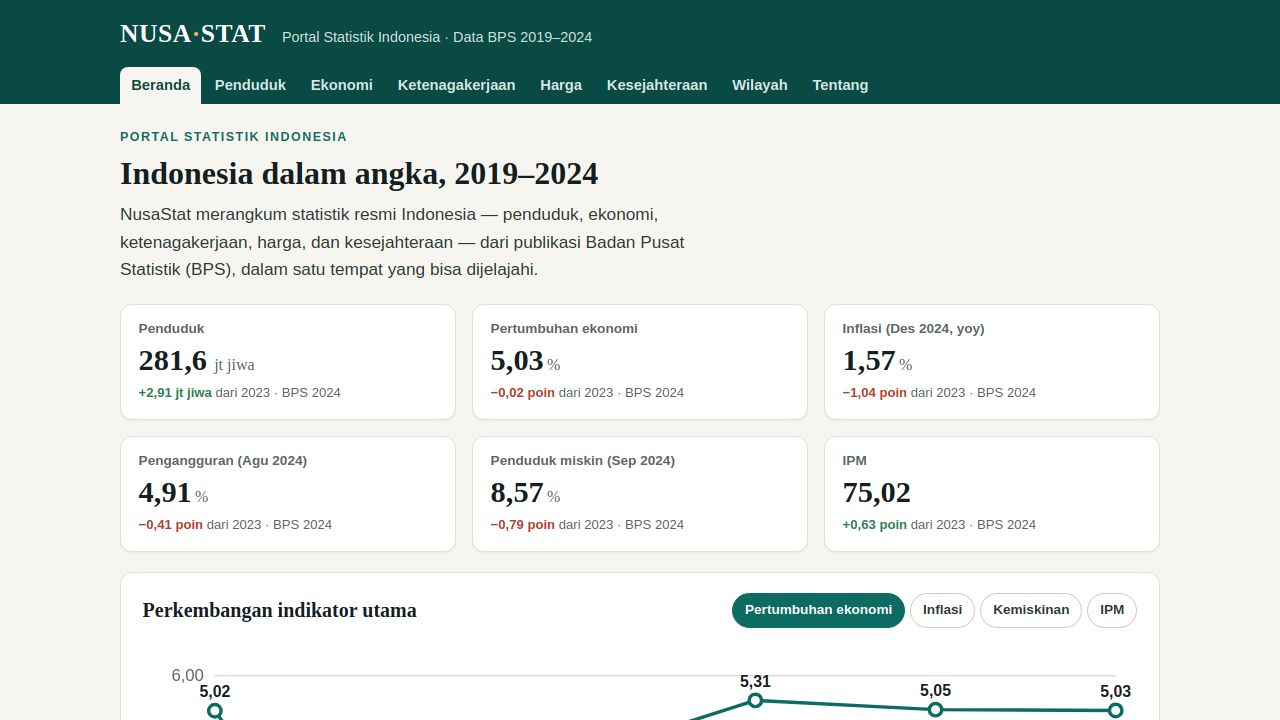 NUSA·STAT Portal Statistik Indonesia · Data BPS 2019–2024
Beranda Penduduk Ekonomi Ketenagakerjaan Harga Kesejahteraan Wilayah Tentang
PORTAL STATISTIK INDONESIA
Indonesia dalam angka, 2019–2024
NusaStat merangkum statistik resmi Indonesia — penduduk, ekonomi,
ketenagakerjaan, harga, dan kesejahteraan — dari publikasi Badan Pusat
Statistik (BPS), dalam satu tempat yang bisa dijelajahi.
Penduduk
281,6 jt jiwa
+2,91 jt jiwa dari 2023 · BPS 2024
Pertumbuhan ekonomi
5,03 %
−0,02 poin dari 2023 · BPS 2024
Inflasi (Des 2024, yoy)
1,57 %
−1,04 poin dari 2023 · BPS 2024
Pengangguran (Agu 2024)
4,91 %
−0,41 poin dari 2023 · BPS 2024
Penduduk miskin (Sep 2024)
8,57 %
−0,79 poin dari 2023 · BPS 2024
IPM
75,02
+0,63 poin dari 2023 · BPS 2024
Perkembangan indikator utama
Pertumbuhan ekonomi Inflasi Kemiskinan IPM
6,00
5,02 5,31 5,05 5,03